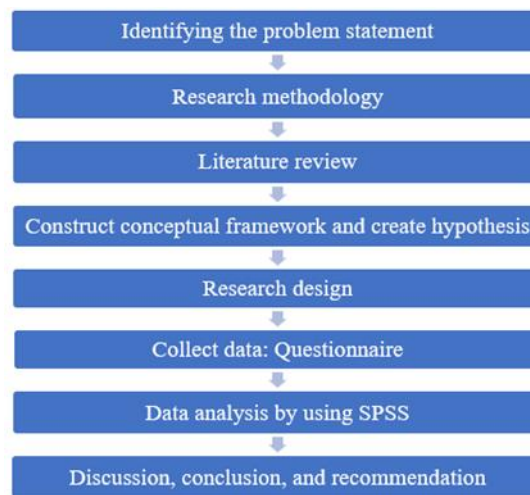 Identifying the problem statement
Research methodology
Literature review
Construct conceptual framework and create hypothesis
Research design
Collect data: Questionnaire
Data analysis by using SPSS
Discussion, conclusion, and recommendation